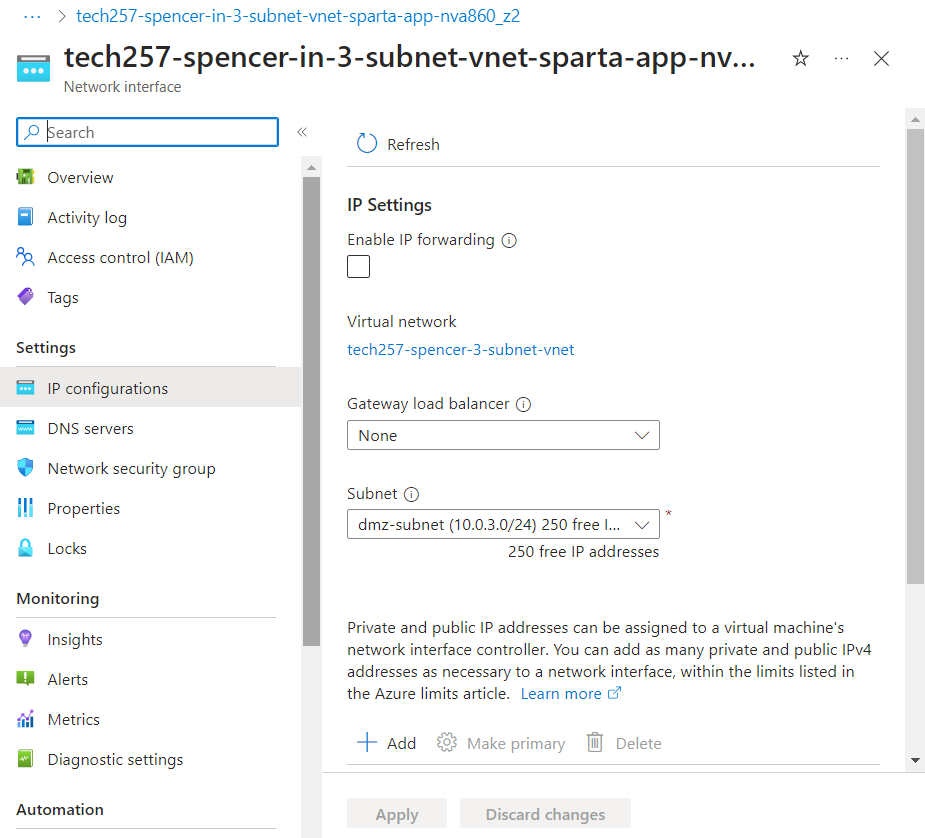 ··· > tech257-spencer-in-3-subnet-vnet-sparta-app-nva860_z2
tech257-spencer-in-3-subnet-vnet-sparta-app-nv...
Network interface
Search
Overview
Activity log
Access control (IAM)
Tags
Settings
IP configurations
DNS servers
Network security group
Properties
Locks
Monitoring
Insights
Alerts
Metrics
Diagnostic settings
Automation
Refresh
IP Settings
Enable IP forwarding
Virtual network
tech257-spencer-3-subnet-vnet
Gateway load balancer
None
Subnet
dmz-subnet (10.0.3.0/24) 250 free I... *
250 free IP addresses
Private and public IP addresses can be assigned to a virtual machine's
network interface controller. You can add as many private and public IPv4
addresses as necessary to a network interface, within the limits listed in
the Azure limits article. Learn more
Add Make primary Delete
Apply Discard changes